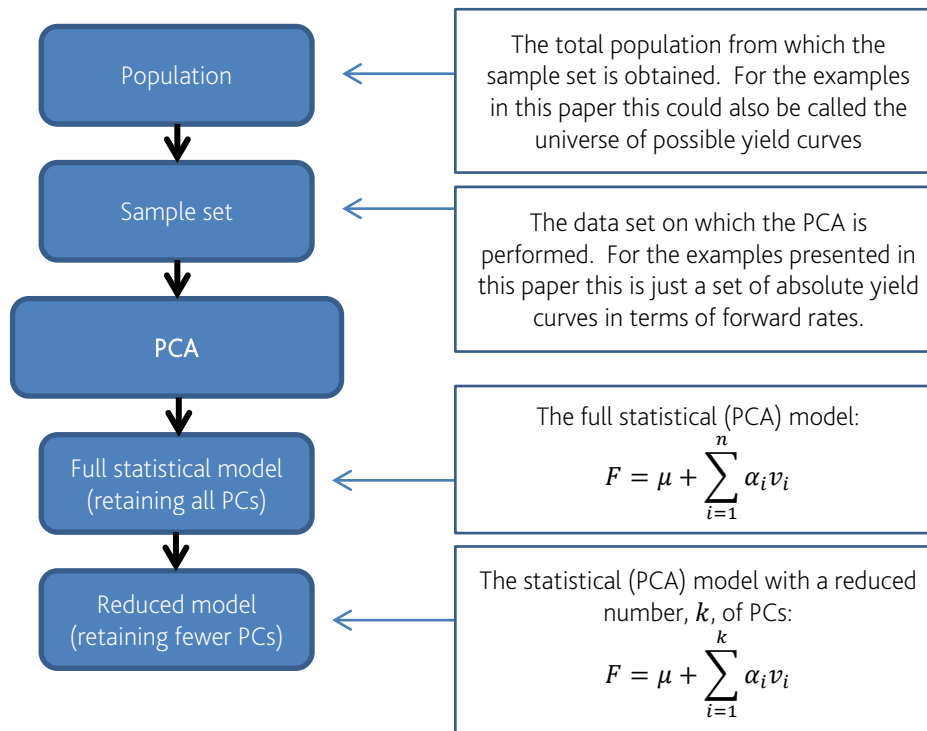 Population
The total population from which the
sample set is obtained.  For the examples
in this paper this could also be called the
universe of possible yield curves
Sample set
The data set on which the PCA is
performed.  For the examples presented in
this paper this is just a set of absolute yield
curves in terms of forward rates.
PCA
Full statistical model
(retaining all PCs)
The full statistical (PCA) model:
n
F = μ + ∑ αᵢvᵢ
i=1
Reduced model
(retaining fewer PCs)
The statistical (PCA) model with a reduced
number, k, of PCs:
k
F = μ + ∑ αᵢvᵢ
i=1